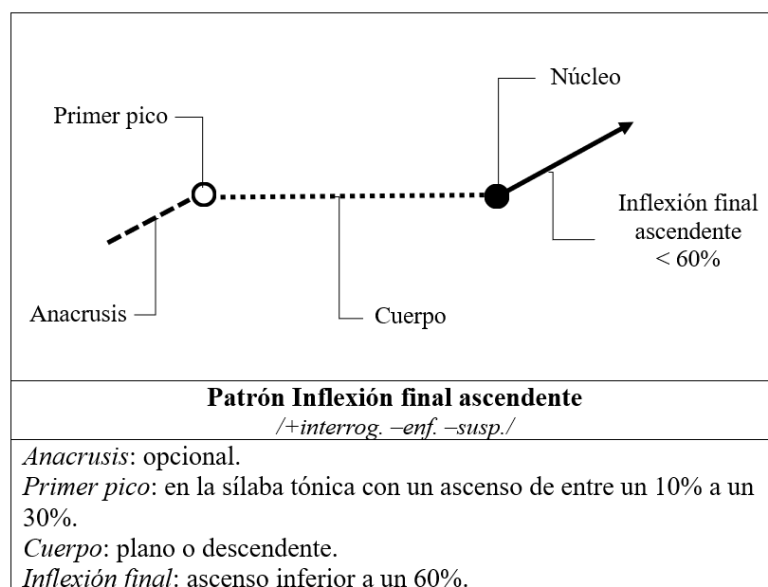 Núcleo
Primer pico
Inflexión final
ascendente
< 60%
Anacrusis
Cuerpo
Patrón Inflexión final ascendente
/+interrog. –enf. –susp./
Anacrusis: opcional.
Primer pico: en la sílaba tónica con un ascenso de entre un 10% a un
30%.
Cuerpo: plano o descendente.
Inflexión final: ascenso inferior a un 60%.